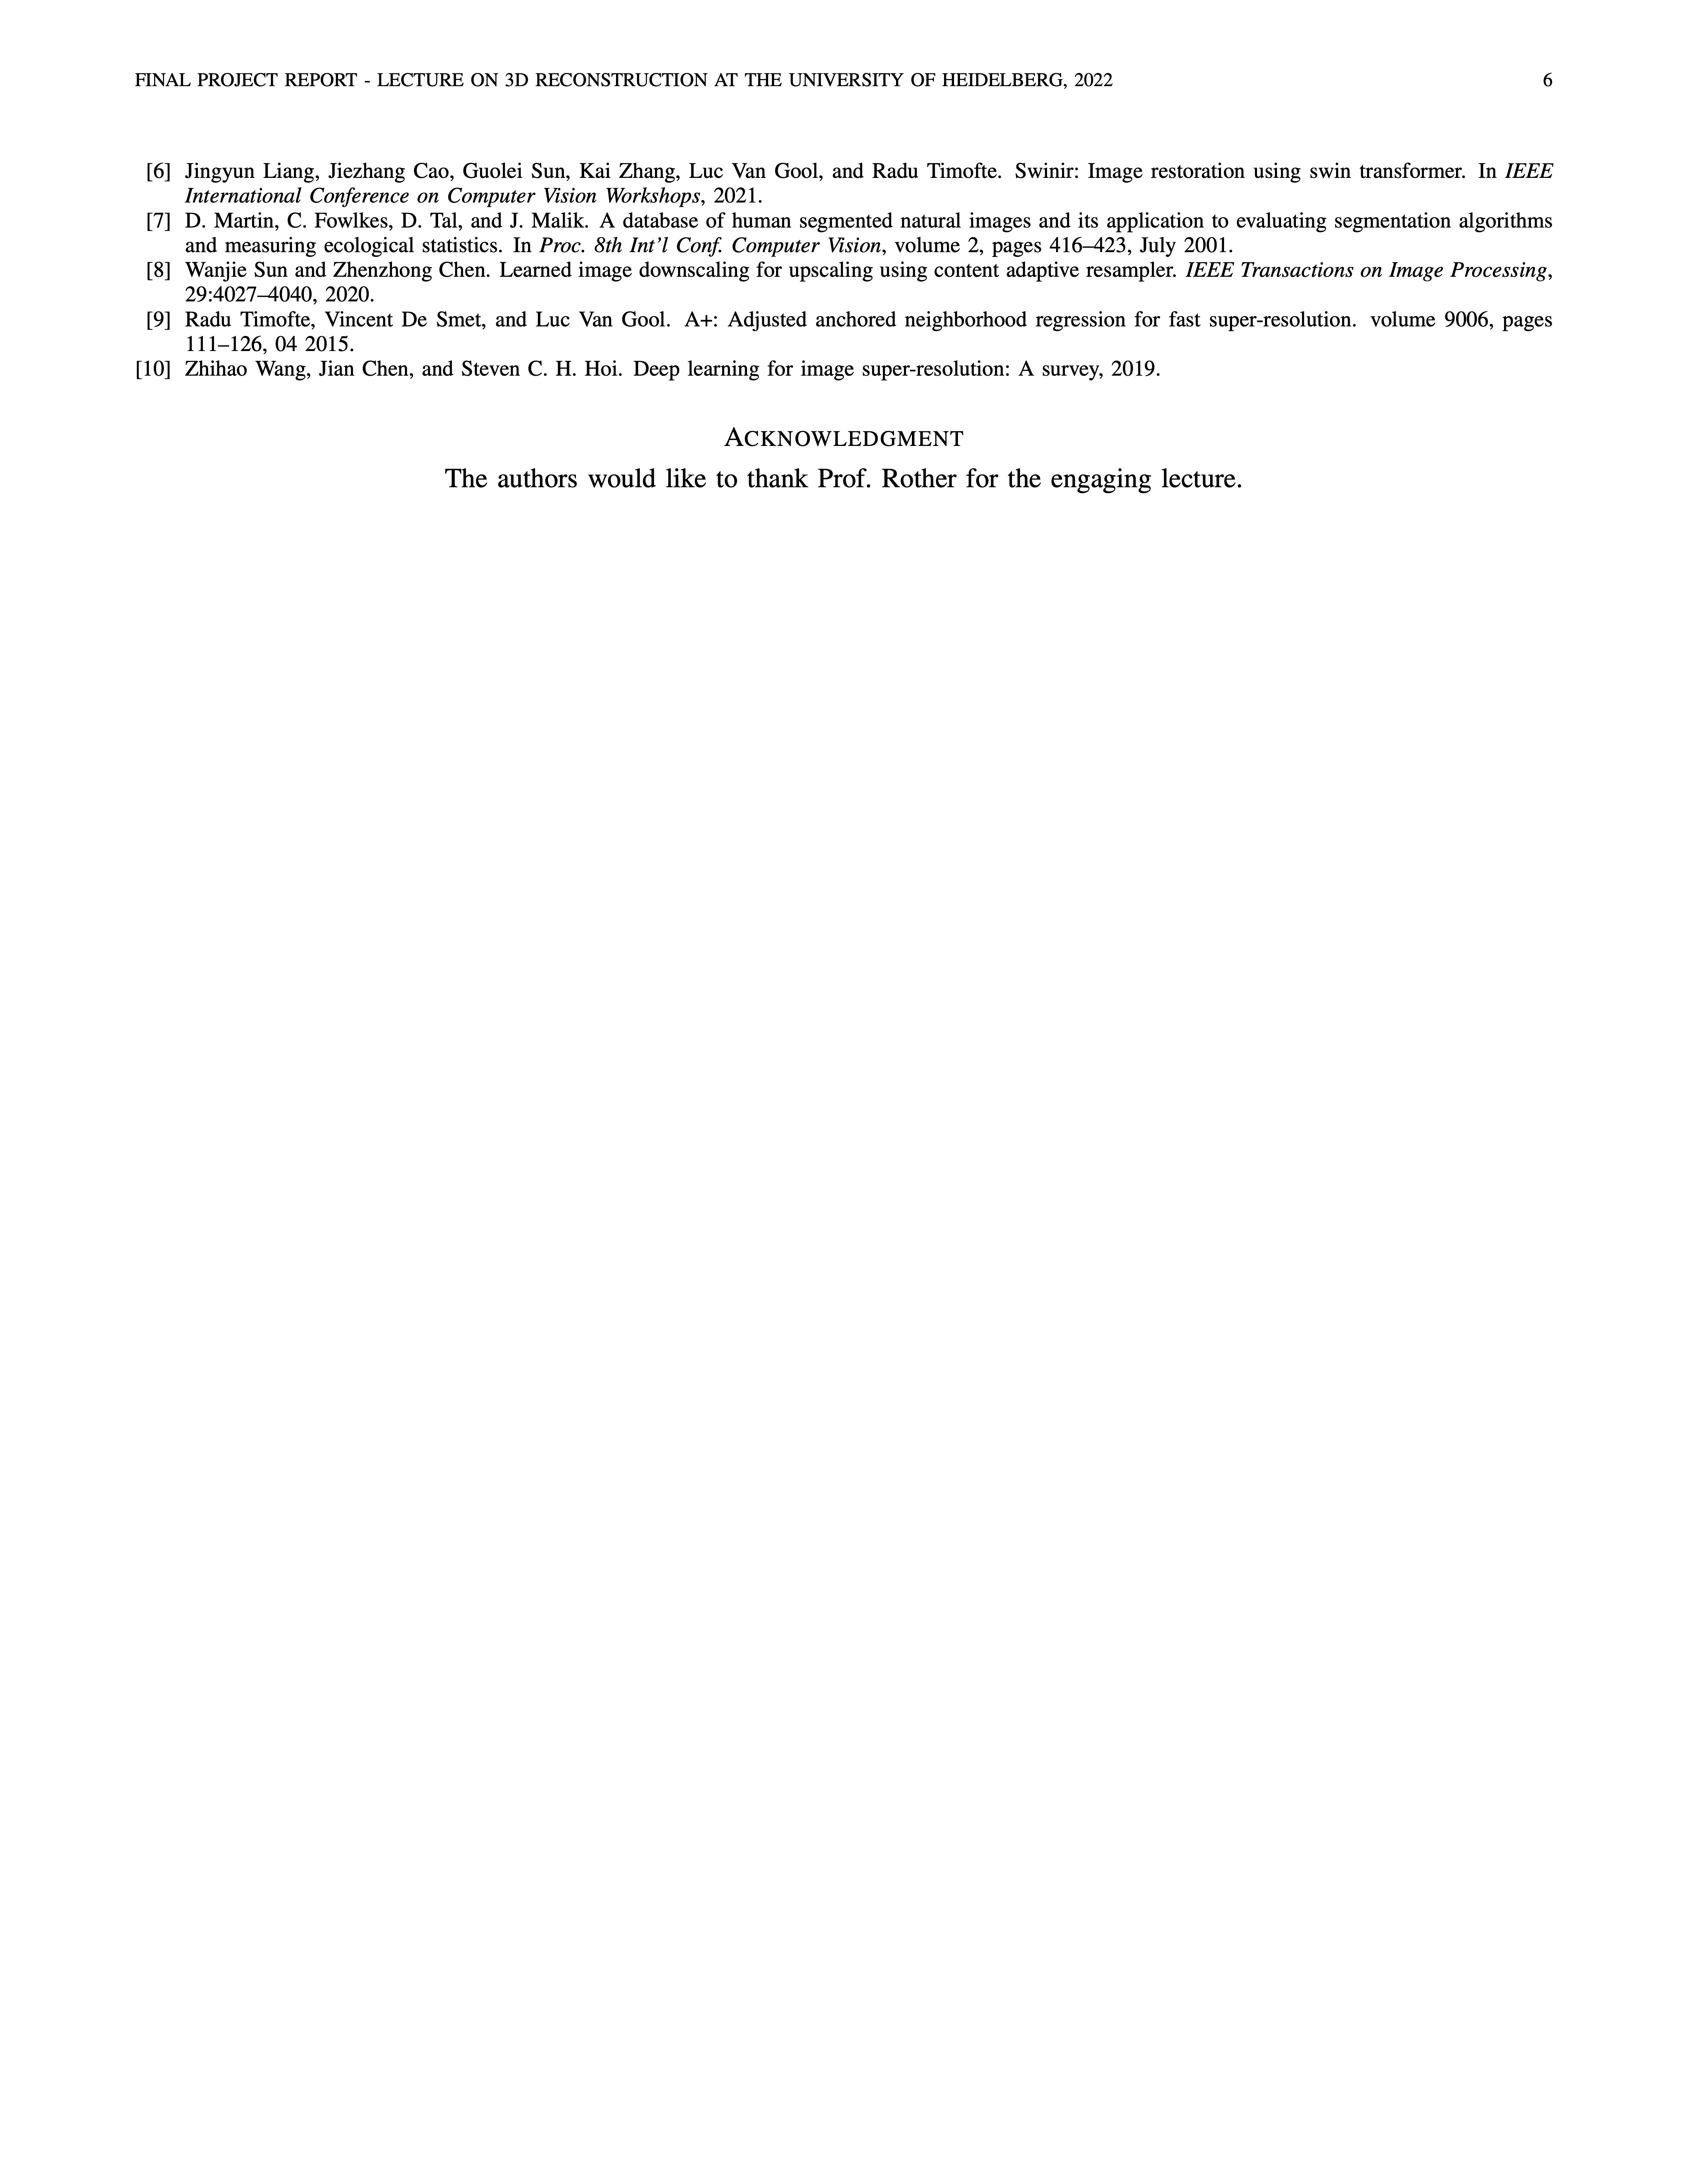 FINAL PROJECT REPORT - LECTURE ON 3D RECONSTRUCTION AT THE UNIVERSITY OF HEIDELBERG, 2022 6
[6] Jingyun Liang, Jiezhang Cao, Guolei Sun, Kai Zhang, Luc Van Gool, and Radu Timofte. Swinir: Image restoration using swin transformer. In IEEE
International Conference on Computer Vision Workshops, 2021.
[7] D. Martin, C. Fowlkes, D. Tal, and J. Malik. A database of human segmented natural images and its application to evaluating segmentation algorithms
and measuring ecological statistics. In Proc. 8th Int'l Conf. Computer Vision, volume 2, pages 416–423, July 2001.
[8] Wanjie Sun and Zhenzhong Chen. Learned image downscaling for upscaling using content adaptive resampler. IEEE Transactions on Image Processing,
29:4027–4040, 2020.
[9] Radu Timofte, Vincent De Smet, and Luc Van Gool. A+: Adjusted anchored neighborhood regression for fast super-resolution. volume 9006, pages
111–126, 04 2015.
[10] Zhihao Wang, Jian Chen, and Steven C. H. Hoi. Deep learning for image super-resolution: A survey, 2019.
ACKNOWLEDGMENT
The authors would like to thank Prof. Rother for the engaging lecture.